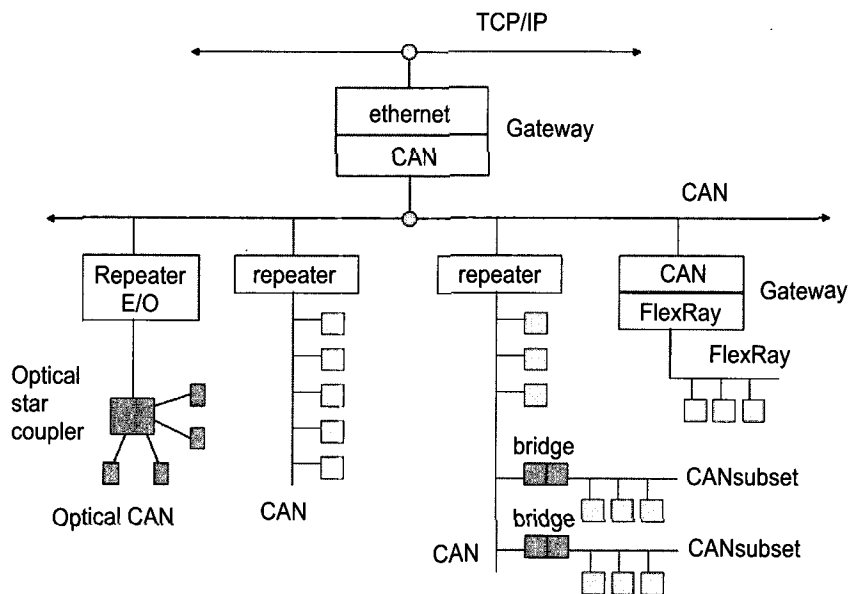 TCP/IP
ethernet
Gateway
CAN
CAN
Repeater
E/O
repeater
repeater
CAN
Gateway
FlexRay
FlexRay
Optical
star
coupler
Optical CAN
CAN
bridge
CANsubset
bridge
CAN
CANsubset